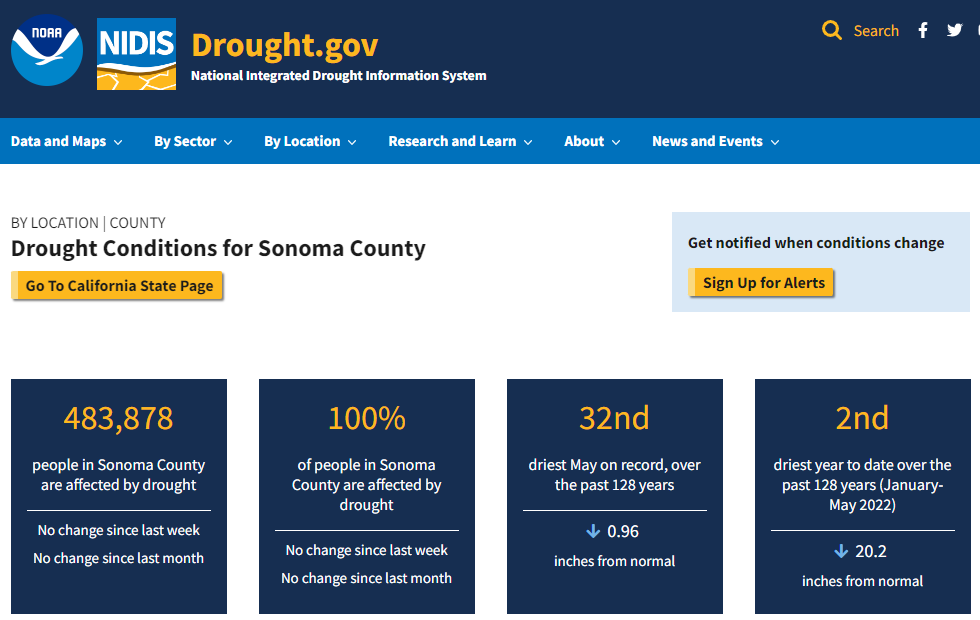 NOAA
NIDIS
Drought.gov
National Integrated Drought Information System
Search
Data and Maps
By Sector
By Location
Research and Learn
About
News and Events
BY LOCATION | COUNTY
Drought Conditions for Sonoma County
Go To California State Page
Get notified when conditions change
Sign Up for Alerts
483,878
people in Sonoma County
are affected by drought
No change since last week
No change since last month
100%
of people in Sonoma
County are affected by
drought
No change since last week
No change since last month
32nd
driest May on record, over
the past 128 years
0.96
inches from normal
2nd
driest year to date over the
past 128 years (January-
May 2022)
20.2
inches from normal